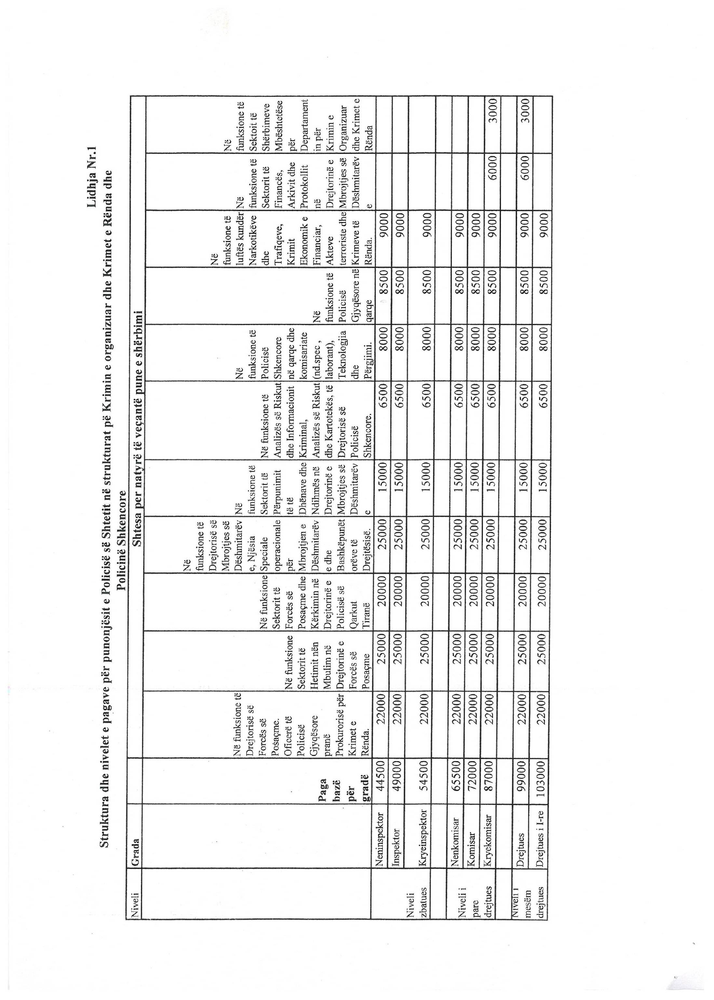 Lidhja Nr.1
Struktura dhe nivelet e pagave për punonjësit e Policisë së Shtetit në strukturat pë Krimin e organizuar dhe Krimet e Rënda dhe
Policinë Shkencore
Niveli
Grada
Shtesa per natyrë të veçantë pune e shërbimi
Paga
bazë
për
gradë
Në funksione të
Drejtorisë së
Forcës së
Posaçme.
Oficerë të
Policisë
Gjyqësore
pranë
Prokurorisë për
Krimet e
Rënda.
Në funksione
Sektorit të
Hetimit nën
Mbulim në
Drejtorinë e
Forcës së
Posaçme
Në funksione
Sektorit të
Forcës së
Posaçme dhe
Kërkimin në
Drejtorinë e
Policisë së
Qarkut
Tiranë
Në
funksione të
Drejtorisë së
Mbrojtjes së
Dëshmitarëv
e, Njësia
Speciale
operacionale
për
Mbrojtjen e
Dëshmitarëv
e dhe
Bashkëpunët
orëve të
Drejtësisë.
Në
funksione të
Sektorit të
Përpunimit
të të
Dhënave dhe
Ndihmës në
Drejtorinë e
Mbrojtjes së
Dëshmitarëv
e
Në funksione të
Analizës së Riskut
dhe Informacionit
Kriminal,
Analizës së Riskut
dhe Kartotekës, të
Drejtorisë së
Policisë
Shkencore.
Në
funksione të
Policisë
Shkencore
në qarqe dhe
komisariate
(nd.spec ,
laborant),
Teknologjia
dhe
Përgjimi.
Në
funksione të
Policisë
Gjyqësore në
qarqe
Në
funksione të
luftës kundër
Narkotikëve
dhe
Trafiqeve,
Krimit
Ekonomik e
Financiar,
Akteve
terroriste dhe
Krimeve të
Rënda.
Në
funksione të
Sektorit të
Financës,
Arkivit dhe
Protokollit
në
Drejtorinë e
Mbrojtjes së
Dëshmitarëv
e
Në
funksione të
Sektoit të
Shërbimeve
Mbështetëse
për
Departament
in për
Krimin e
Organizuar
dhe Krimet e
Rënda
Niveli
zbatues
Neninspektor 44500 22000 25000 20000 25000 15000 6500 8000 8500 9000
Inspektor 49000 22000 25000 20000 25000 15000 6500 8000 8500 9000
Kryeinspektor 54500 22000 25000 20000 25000 15000 6500 8000 8500 9000
Niveli i
pare
drejtues
Nenkomisar 65500 22000 25000 20000 25000 15000 6500 8000 8500 9000
Komisar 72000 22000 25000 20000 25000 15000 6500 8000 8500 9000
Kryekomisar 87000 22000 25000 20000 25000 15000 6500 8000 8500 9000 6000 3000
Niveli i
mesëm
drejtues
Drejtues 99000 22000 25000 20000 25000 15000 6500 8000 8500 9000 6000 3000
Drejtues i I-re 103000 22000 25000 20000 25000 15000 6500 8000 8500 9000